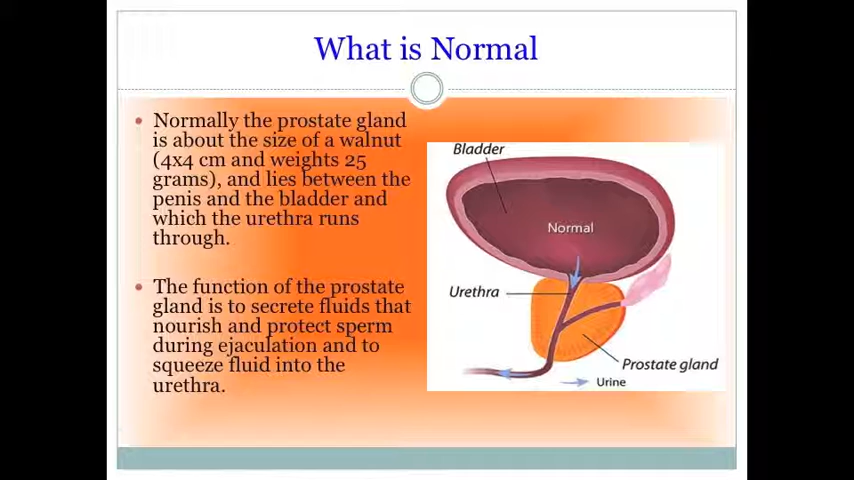 What is Normal
• Normally the prostate gland
is about the size of a walnut
(4x4 cm and weights 25
grams), and lies between the
penis and the bladder and
which the urethra runs
through.
• The function of the prostate
gland is to secrete fluids that
nourish and protect sperm
during ejaculation and to
squeeze fluid into the
urethra.
Bladder
Normal
Urethra
Prostate gland
Urine